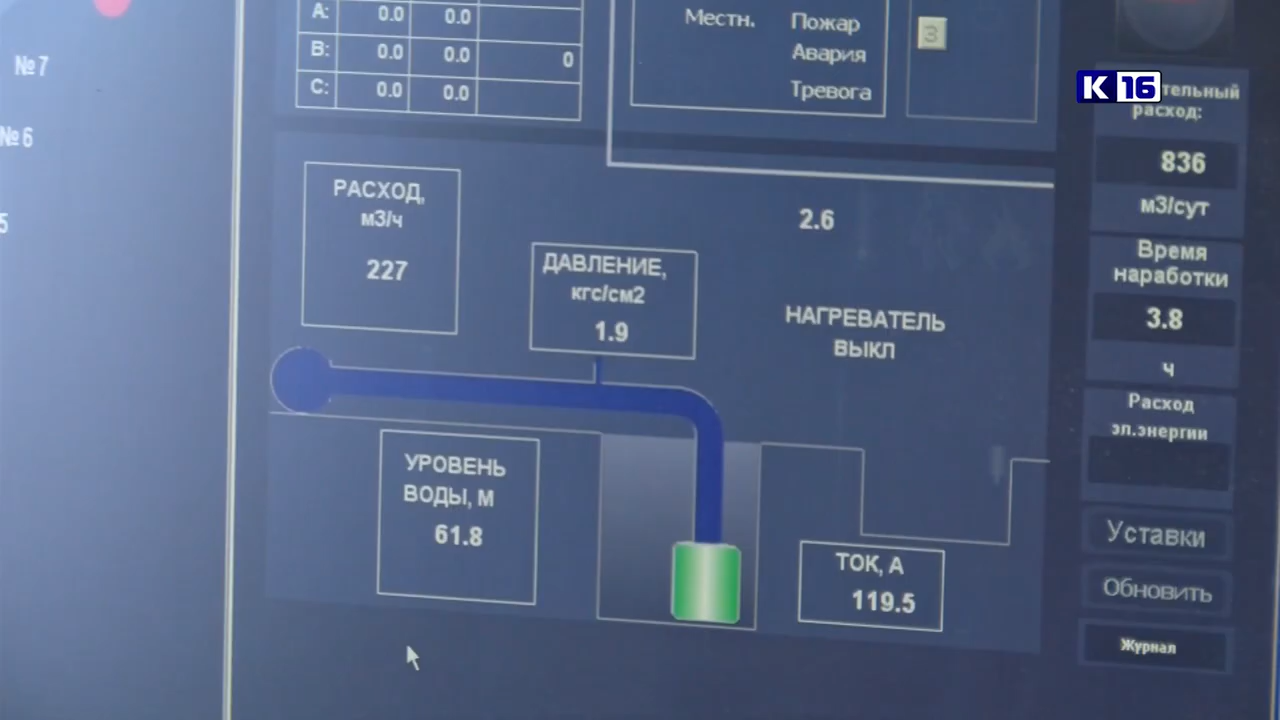 №7
№6
5
A: 0.0 0.0
B: 0.0 0.0 0
C: 0.0 0.0
Местн. Пожар
Авария
Тревога
3
К 16
тельный
расход:
836
м3/сут
Время
наработки
3.8
ч
Расход
эл.энергии
Уставки
Обновить
Журнал
РАСХОД,
м3/ч
227
ДАВЛЕНИЕ,
кгс/см2
1.9
2.6
НАГРЕВАТЕЛЬ
ВЫКЛ
УРОВЕНЬ
ВОДЫ, М
61.8
ТОК, А
119.5